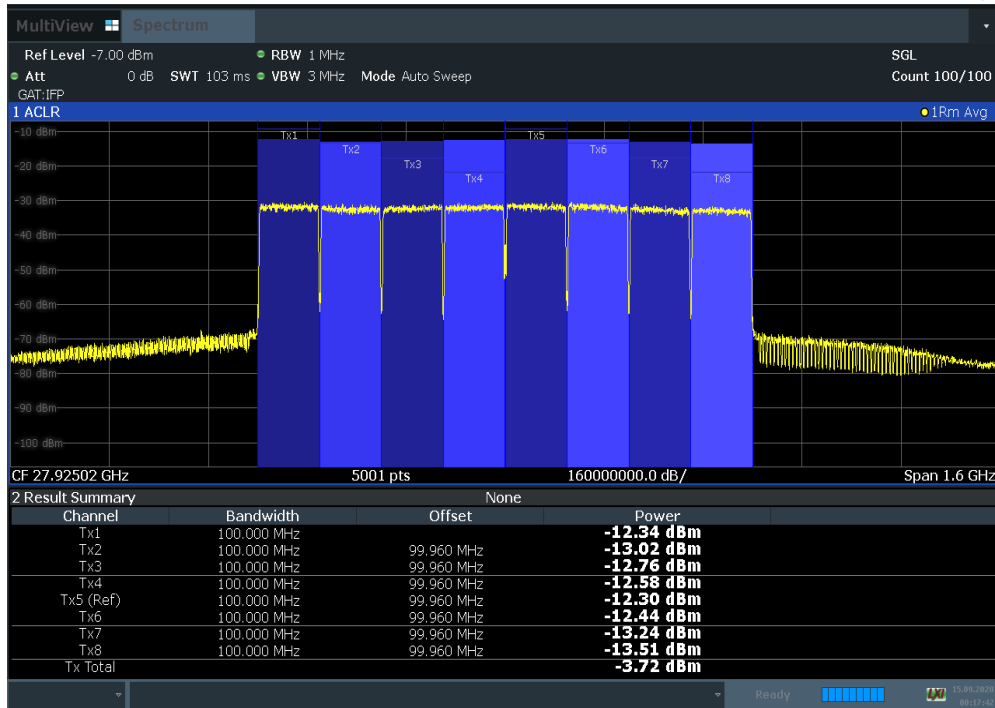 MultiView Spectrum
Ref Level -7.00 dBm RBW 1 MHz SGL
Att 0 dB SWT 103 ms VBW 3 MHz Mode Auto Sweep Count 100/100
GAT:IFP
1 ACLR 1Rm Avg
-10 dBm
Tx1 Tx5
Tx2 Tx6
-20 dBm Tx3 Tx7
Tx4 Tx8
-30 dBm
-40 dBm
-50 dBm
-60 dBm
-70 dBm
-80 dBm
-90 dBm
-100 dBm
CF 27.92502 GHz 5001 pts 160000000.0 dB/ Span 1.6 GHz
2 Result Summary None
Channel Bandwidth Offset Power
Tx1 100.000 MHz -12.34 dBm
Tx2 100.000 MHz 99.960 MHz -13.02 dBm
Tx3 100.000 MHz 99.960 MHz -12.76 dBm
Tx4 100.000 MHz 99.960 MHz -12.58 dBm
Tx5 (Ref) 100.000 MHz 99.960 MHz -12.30 dBm
Tx6 100.000 MHz 99.960 MHz -12.44 dBm
Tx7 100.000 MHz 99.960 MHz -13.24 dBm
Tx8 100.000 MHz 99.960 MHz -13.51 dBm
Tx Total -3.72 dBm
Ready LXI 15.09.2020
00:17:42